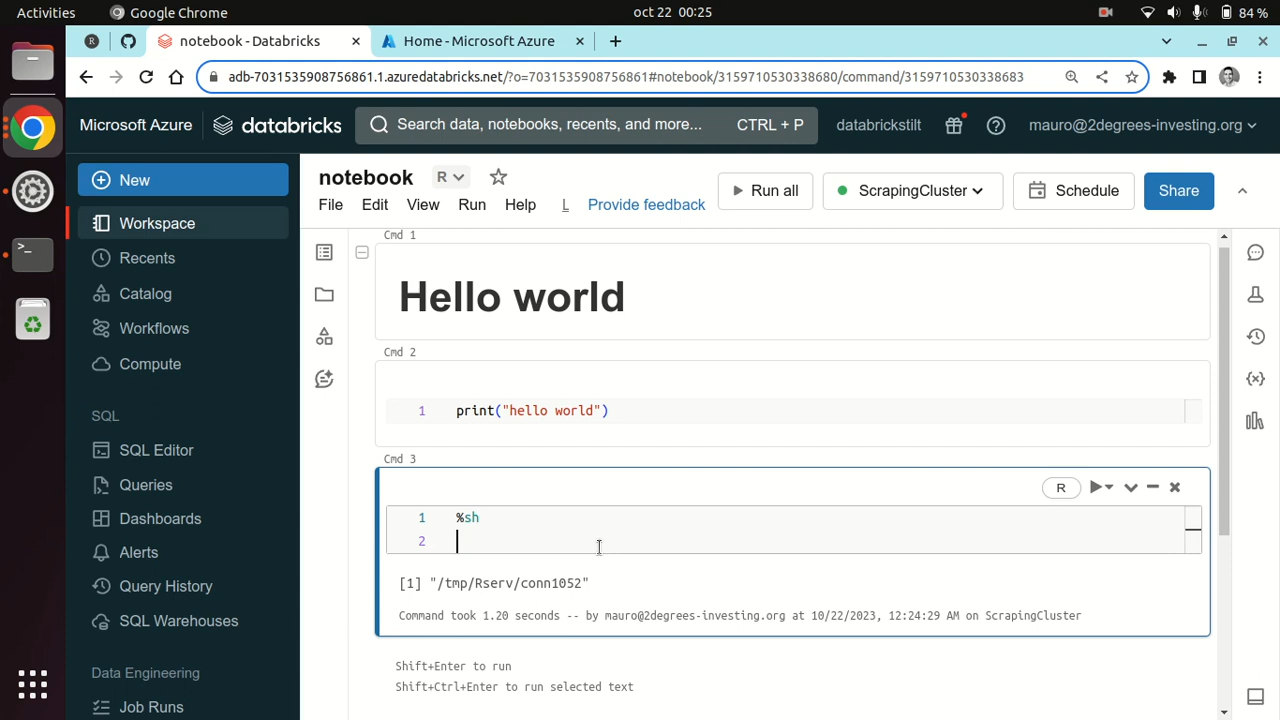 Activities
Google Chrome
oct 22 00:25
84 %
R
notebook - Databricks
Home - Microsoft Azure
adb-7031535908756861.1.azuredatabricks.net/?o=7031535908756861#notebook/3159710530338680/command/3159710530338683
Microsoft Azure
databricks
Search data, notebooks, recents, and more...
CTRL + P
databrickstilt
mauro@2degrees-investing.org
New
Workspace
Recents
Catalog
Workflows
Compute
SQL
SQL Editor
Queries
Dashboards
Alerts
Query History
SQL Warehouses
Data Engineering
Job Runs
notebook
R
Run all
ScrapingCluster
Schedule
Share
File
Edit
View
Run
Help
L
Provide feedback
Cmd 1
Hello world
Cmd 2
1 print("hello world")
Cmd 3
R
1 %sh
2
[1] "/tmp/Rserv/conn1052"
Command took 1.20 seconds -- by mauro@2degrees-investing.org at 10/22/2023, 12:24:29 AM on ScrapingCluster
Shift+Enter to run
Shift+Ctrl+Enter to run selected text